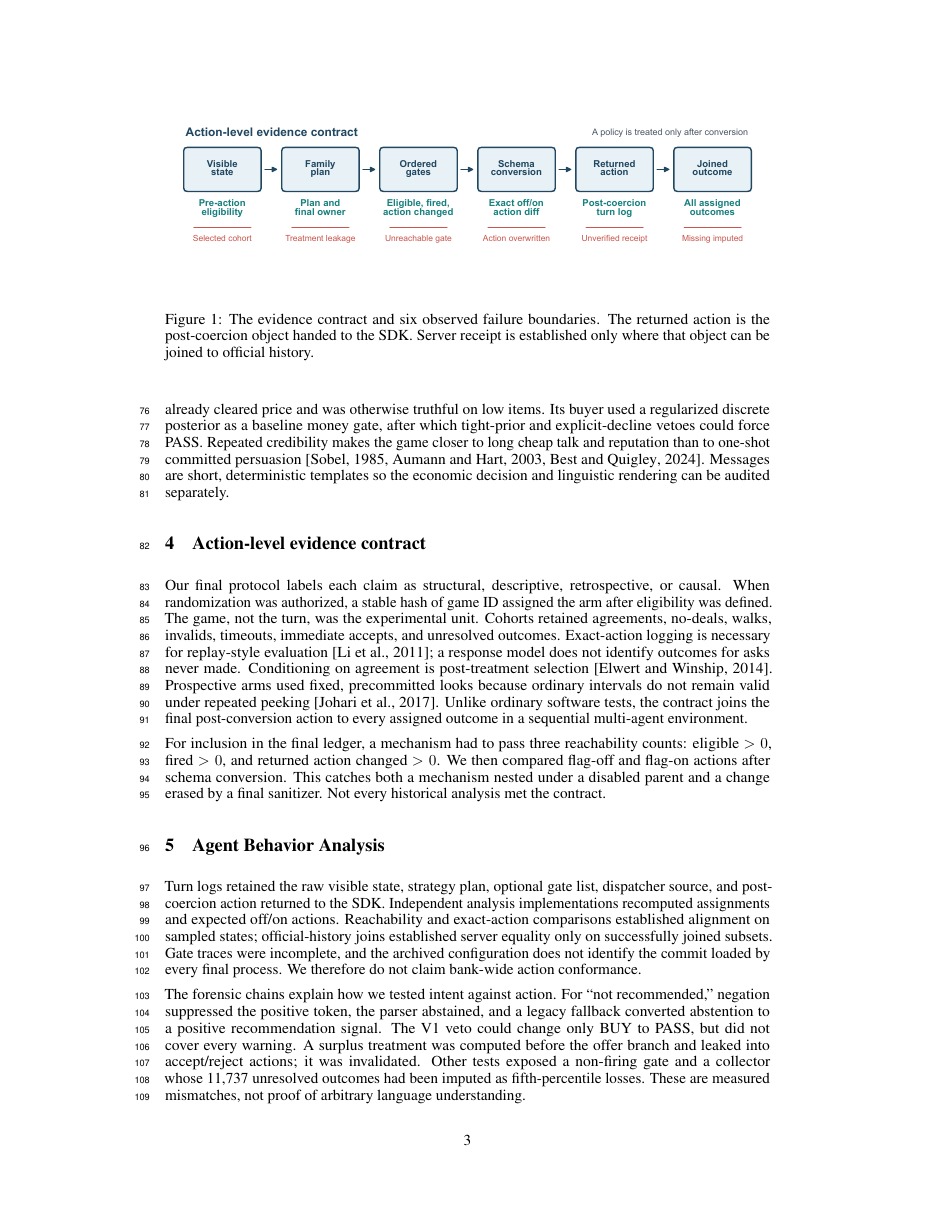 Action-level evidence contract
A policy is treated only after conversion
Visible
state
Family
plan
Ordered
gates
Schema
conversion
Returned
action
Joined
outcome
Pre-action
eligibility
Plan and
final owner
Eligible, fired,
action changed
Exact off/on
action diff
Post-coercion
turn log
All assigned
outcomes
Selected cohort
Treatment leakage
Unreachable gate
Action overwritten
Unverified receipt
Missing imputed
Figure 1: The evidence contract and six observed failure boundaries. The returned action is the
post-coercion object handed to the SDK. Server receipt is established only where that object can be
joined to official history.
76 already cleared price and was otherwise truthful on low items. Its buyer used a regularized discrete
77 posterior as a baseline money gate, after which tight-prior and explicit-decline vetoes could force
78 PASS. Repeated credibility makes the game closer to long cheap talk and reputation than to one-shot
79 committed persuasion [Sobel, 1985, Aumann and Hart, 2003, Best and Quigley, 2024]. Messages
80 are short, deterministic templates so the economic decision and linguistic rendering can be audited
81 separately.
82 4 Action-level evidence contract
83 Our final protocol labels each claim as structural, descriptive, retrospective, or causal. When
84 randomization was authorized, a stable hash of game ID assigned the arm after eligibility was defined.
85 The game, not the turn, was the experimental unit. Cohorts retained agreements, no-deals, walks,
86 invalids, timeouts, immediate accepts, and unresolved outcomes. Exact-action logging is necessary
87 for replay-style evaluation [Li et al., 2011]; a response model does not identify outcomes for asks
88 never made. Conditioning on agreement is post-treatment selection [Elwert and Winship, 2014].
89 Prospective arms used fixed, precommitted looks because ordinary intervals do not remain valid
90 under repeated peeking [Johari et al., 2017]. Unlike ordinary software tests, the contract joins the
91 final post-conversion action to every assigned outcome in a sequential multi-agent environment.
92 For inclusion in the final ledger, a mechanism had to pass three reachability counts: eligible > 0,
93 fired > 0, and returned action changed > 0. We then compared flag-off and flag-on actions after
94 schema conversion. This catches both a mechanism nested under a disabled parent and a change
95 erased by a final sanitizer. Not every historical analysis met the contract.
96 5 Agent Behavior Analysis
97 Turn logs retained the raw visible state, strategy plan, optional gate list, dispatcher source, and post-
98 coercion action returned to the SDK. Independent analysis implementations recomputed assignments
99 and expected off/on actions. Reachability and exact-action comparisons established alignment on
100 sampled states; official-history joins established server equality only on successfully joined subsets.
101 Gate traces were incomplete, and the archived configuration does not identify the commit loaded by
102 every final process. We therefore do not claim bank-wide action conformance.
103 The forensic chains explain how we tested intent against action. For “not recommended,” negation
104 suppressed the positive token, the parser abstained, and a legacy fallback converted abstention to
105 a positive recommendation signal. The V1 veto could change only BUY to PASS, but did not
106 cover every warning. A surplus treatment was computed before the offer branch and leaked into
107 accept/reject actions; it was invalidated. Other tests exposed a non-firing gate and a collector
108 whose 11,737 unresolved outcomes had been imputed as fifth-percentile losses. These are measured
109 mismatches, not proof of arbitrary language understanding.
3